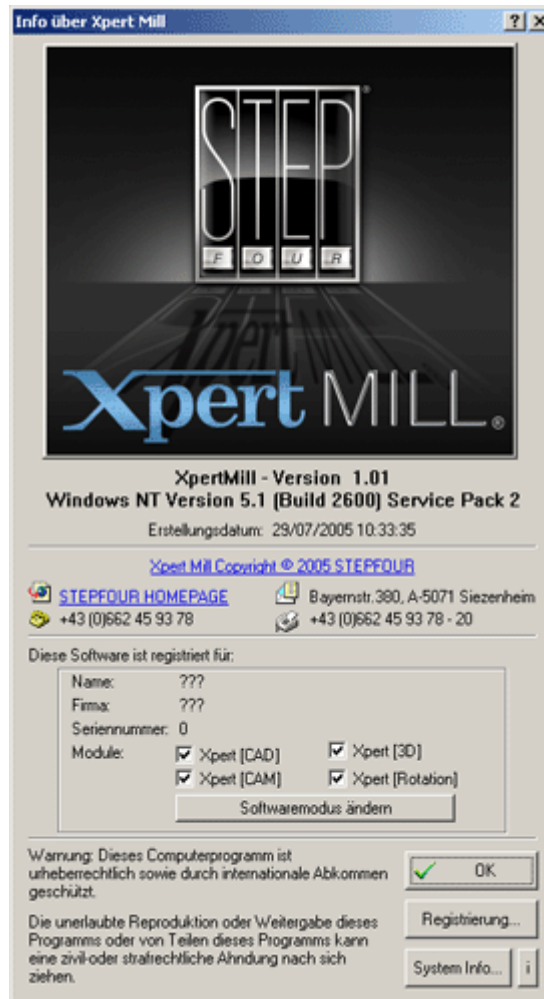 Info über Xpert Mill
STEP
FOUR
Xpert MILL®
XpertMill - Version 1.01
Windows NT Version 5.1 (Build 2600) Service Pack 2
Erstellungsdatum: 29/07/2005 10:33:35
Xpert Mill Copyright © 2005 STEPFOUR
STEPFOUR HOMEPAGE Bayernstr. 380, A-5071 Siezenheim
+43 (0)662 45 93 78 +43 (0)662 45 93 78 - 20
Diese Software ist registriert für:
Name: ???
Firma: ???
Seriennummer: 0
Module: Xpert [CAD] Xpert [3D]
Xpert [CAM] Xpert [Rotation]
Softwaremodus ändern
Warnung: Dieses Computerprogramm ist
urheberrechtlich sowie durch internationale Abkommen
geschützt.
OK
Die unerlaubte Reproduktion oder Weitergabe dieses
Programms oder von Teilen dieses Programms kann
eine zivil-oder strafrechtliche Ahndung nach sich
ziehen.
Registrierung...
System Info... i